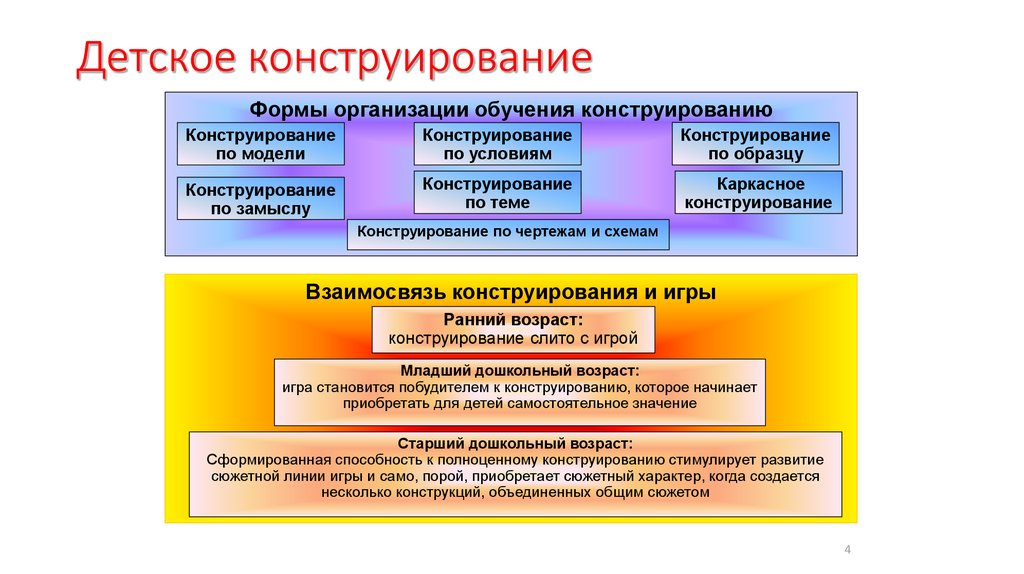 Детское конструирование
Формы организации обучения конструированию
Конструирование
по модели
Конструирование
по условиям
Конструирование
по образцу
Конструирование
по замыслу
Конструирование
по теме
Каркасное
конструирование
Конструирование по чертежам и схемам
Взаимосвязь конструирования и игры
Ранний возраст:
конструирование слито с игрой
Младший дошкольный возраст:
игра становится побудителем к конструированию, которое начинает
приобретать для детей самостоятельное значение
Старший дошкольный возраст:
Сформированная способность к полноценному конструированию стимулирует развитие
сюжетной линии игры и само, порой, приобретает сюжетный характер, когда создается
несколько конструкций, объединенных общим сюжетом
4